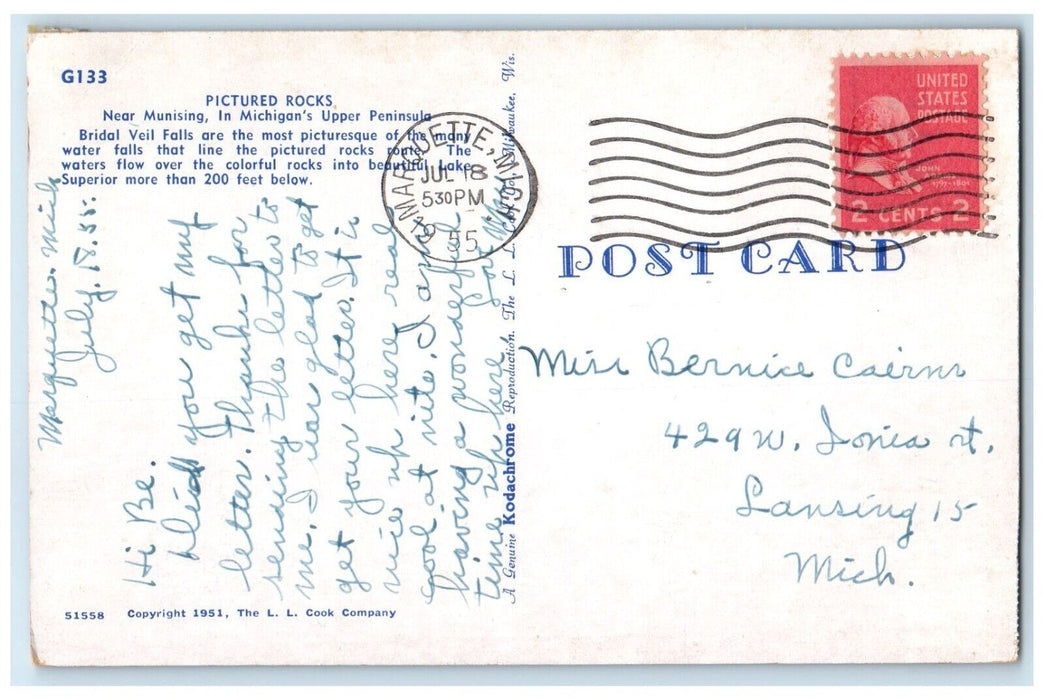 G133
PICTURED ROCKS
Near Munising, In Michigan's Upper Peninsula
Bridal Veil Falls are the most picturesque of the many
water falls that line the pictured rocks route. The
waters flow over the colorful rocks into beautiful Lake
Superior more than 200 feet below.
MARQUETTE, MICH.
JUL 18
530 PM
1955
UNITED
STATES
POSTAGE
JOHN
1797-1801
2 CENTS 2
POST CARD
Marquette Mich
July. 18. 55.
Hi Be.
Did you get my
letter. Thanks for
sending the letter to
me. I was glad to get
get your letter. It is
nice up here real
cool at nite. I am
having a wonderful
time up here
A Genuine Kodachrome Reproduction. The L. L. Cook Co., Milwaukee, Wis.
Miss Bernice Cairns
429 W. Ionia st.
Lansing 15
Mich.
51558 Copyright 1951, The L. L. Cook Company